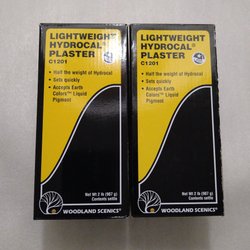 LIGHTWEIGHT
HYDROCAL®
PLASTER
C1201
• Half the weight of Hydrocal
• Sets quickly
• Accepts Earth
Colors™ Liquid
Pigment
Net Wt 2 lb (907 g)
Contents settle
WOODLAND SCENICS®
LIGHTWEIGHT
HYDROCAL®
PLASTER
C1201
• Half the weight of Hydrocal
• Sets quickly
• Accepts Earth
Colors™ Liquid
Pigment
Net Wt 2 lb (907 g)
Contents settle
WOODLAND SCENICS®